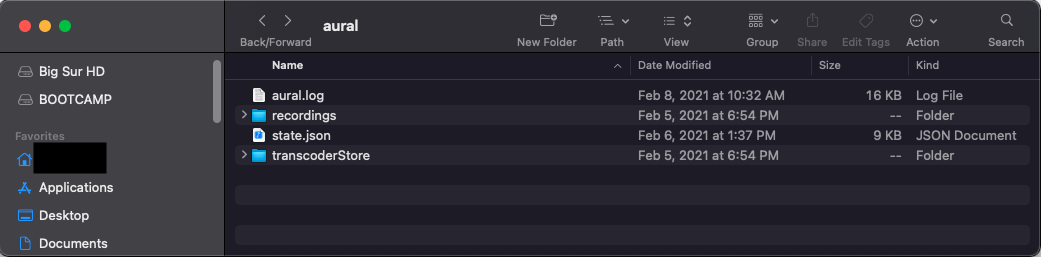 aural
Back/Forward New Folder Path View Group Share Edit Tags Action Search
Big Sur HD
BOOTCAMP
Favorites
Applications
Desktop
Documents
Name Date Modified Size Kind
aural.log Feb 8, 2021 at 10:32 AM 16 KB Log File
recordings Feb 5, 2021 at 6:54 PM -- Folder
state.json Feb 6, 2021 at 1:37 PM 9 KB JSON Document
transcoderStore Feb 5, 2021 at 6:54 PM -- Folder